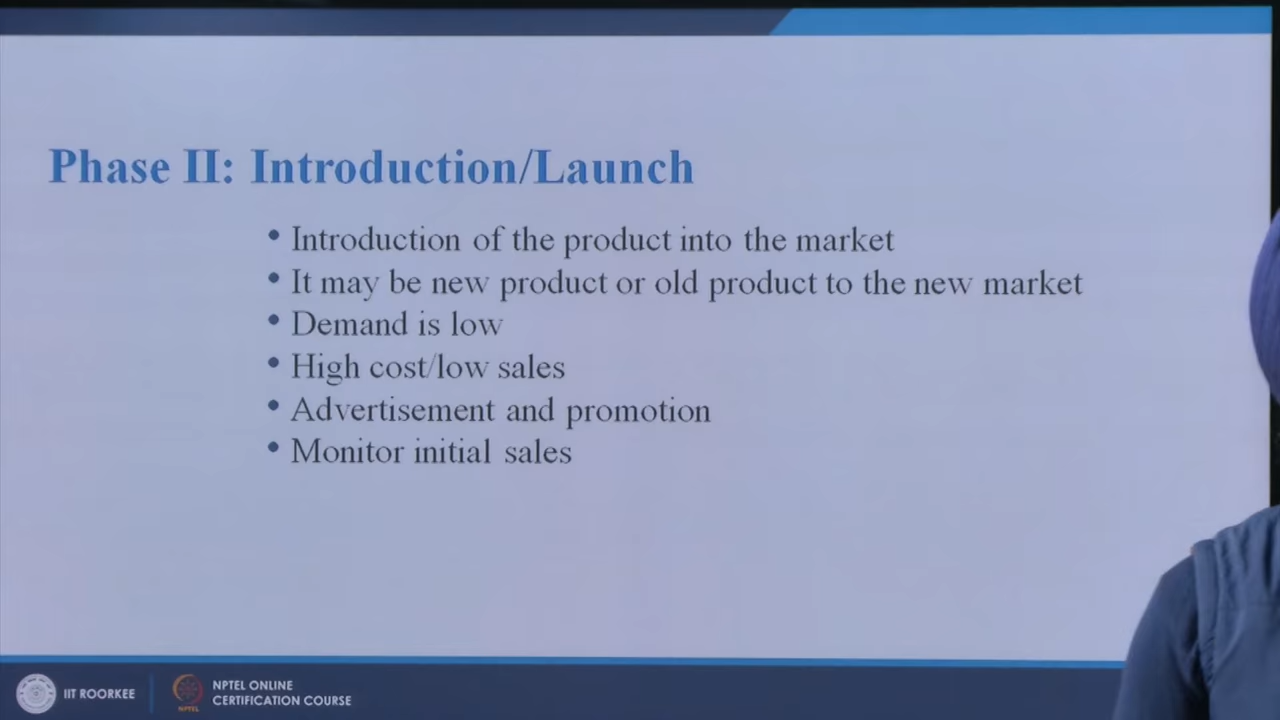 Phase II: Introduction/Launch
• Introduction of the product into the market
• It may be new product or old product to the new market
• Demand is low
• High cost/low sales
• Advertisement and promotion
• Monitor initial sales
IIT ROORKEE
NPTEL ONLINE
CERTIFICATION COURSE
NPTEL